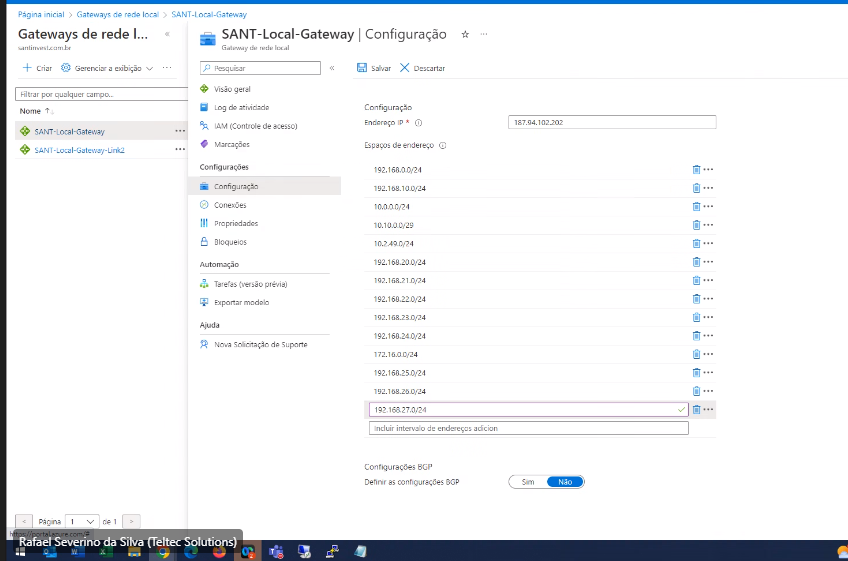 Página inicial > Gateways de rede local > SANT-Local-Gateway
Gateways de rede l... «
santinvest.com.br
+ Criar Gerenciar a exibição ...
Filtrar por qualquer campo...
Nome ↑↓
SANT-Local-Gateway ...
SANT-Local-Gateway-Link2 ...
< Página 1 de 1 >
SANT-Local-Gateway | Configuração ☆ ...
Gateway de rede local
Pesquisar «
Visão geral
Log de atividade
IAM (Controle de acesso)
Marcações
Configurações
Configuração
Conexões
Propriedades
Bloqueios
Automação
Tarefas (versão prévia)
Exportar modelo
Ajuda
Nova Solicitação de Suporte
Salvar Descartar
Configuração
Endereço IP *
187.94.102.202
Espaços de endereço
192.168.0.0/24
192.168.10.0/24
10.0.0.0/24
10.10.0.0/29
10.2.49.0/24
192.168.20.0/24
192.168.21.0/24
192.168.22.0/24
192.168.23.0/24
192.168.24.0/24
172.16.0.0/24
192.168.25.0/24
192.168.26.0/24
192.168.27.0/24
Incluir intervalo de endereços adicion
Configurações BGP
Definir as configurações BGP Sim Não
Rafael Severino da Silva (Teltec Solutions)